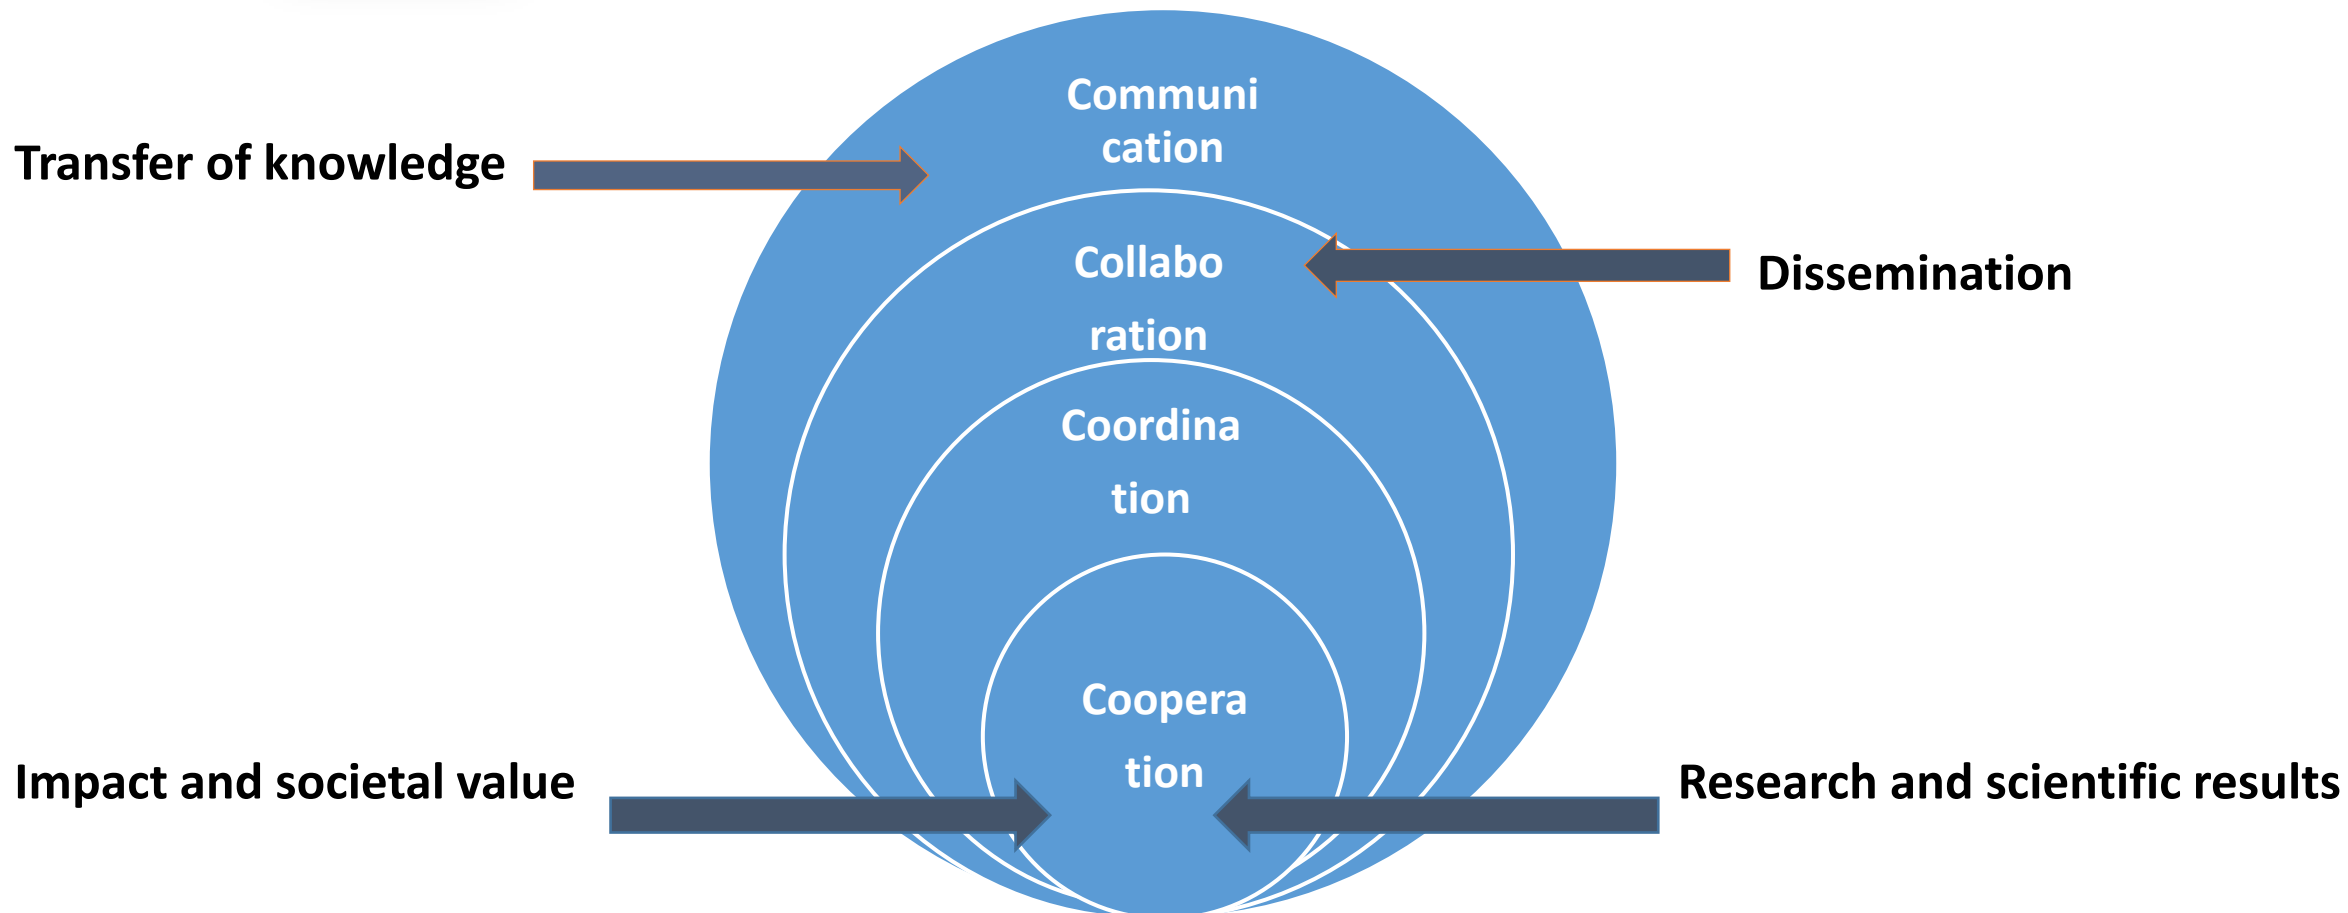 Communi
cation
Transfer of knowledge
Collabo
ration
Dissemination
Coordina
tion
Coopera
tion
Impact and societal value
Research and scientific results